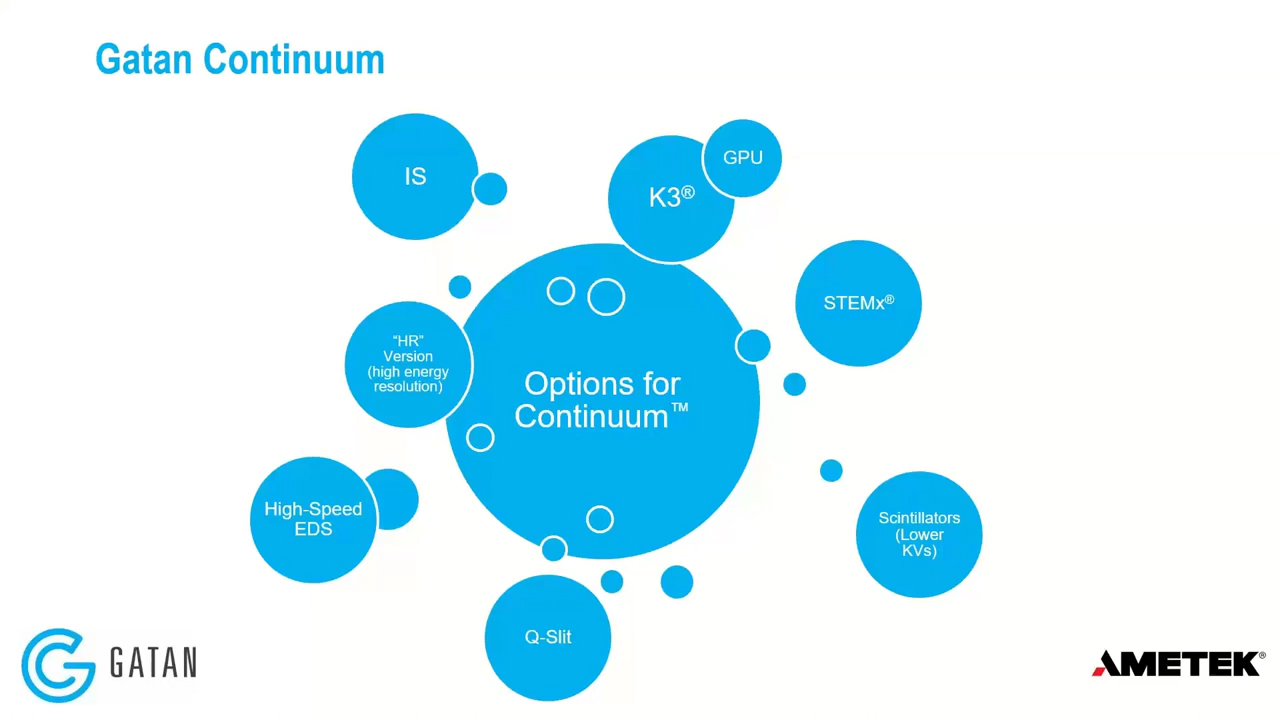 Gatan Continuum
IS
K3®
GPU
STEMx®
“HR”
Version
(high energy
resolution)
Options for
Continuum™
High-Speed
EDS
Scintillators
(Lower
KVs)
Q-Slit
GATAN
AMETEK®